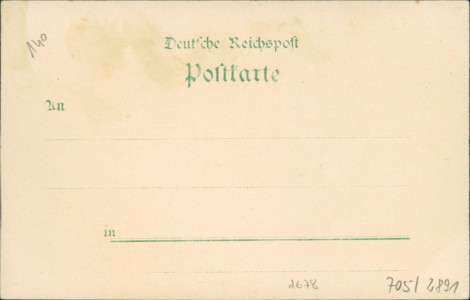 140
Deutsche Reichspost
Postkarte
An
in
2678
705/2891